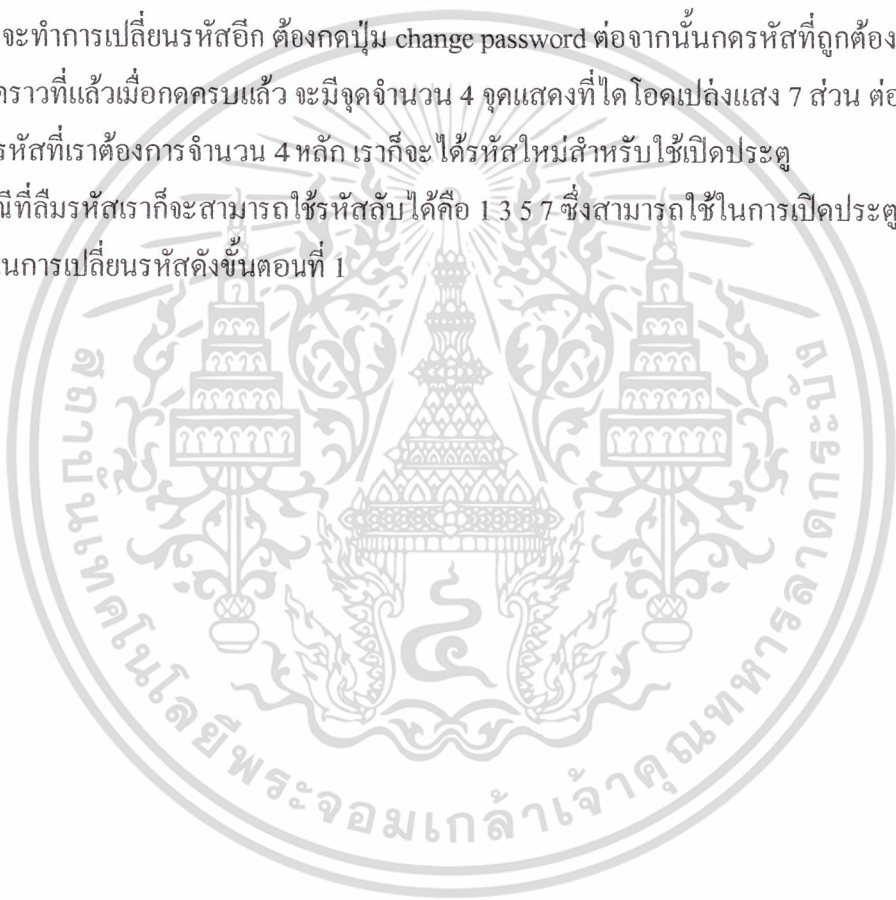 จะทำการเปลี่ยนรหัสอีก ต้องกดปุ่ม change password ต่อจากนั้นกดรหัสที่ถูกต้อง
คราวที่แล้วเมื่อกดครบแล้ว จะมีจุดจำนวน 4 จุดแสดงที่ไดโอดเปล่งแสง 7 ส่วน ต่อ
รหัสที่เราต้องการจำนวน 4 หลัก เราก็จะได้รหัสใหม่สำหรับใช้เปิดประตู
ณีที่ลืมรหัสเราก็จะสามารถใช้รหัสลับได้คือ 1 3 5 7 ซึ่งสามารถใช้ในการเปิดประตู
นการเปลี่ยนรหัสดังขั้นตอนที่ 1
สถาบันเทคโนโลยีพระจอมเกล้าเจ้าคุณทหารลาดกระบัง